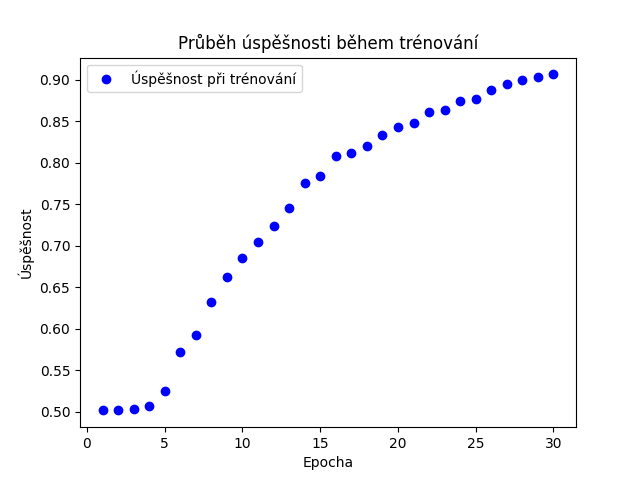 Průběh úspěšnosti během trénování
Úspěšnost při trénování
Úspěšnost
0.90
0.85
0.80
0.75
0.70
0.65
0.60
0.55
0.50
0 5 10 15 20 25 30
Epocha